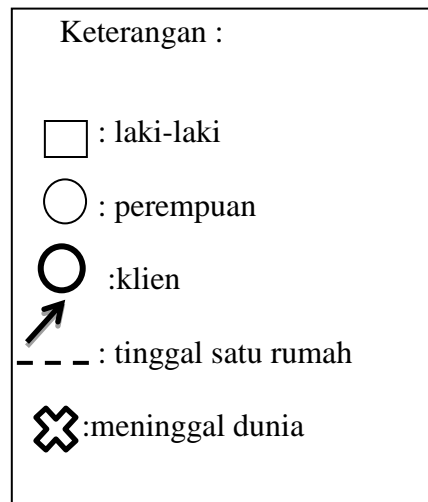 Keterangan :
: laki-laki
: perempuan
:klien
: tinggal satu rumah
:meninggal dunia